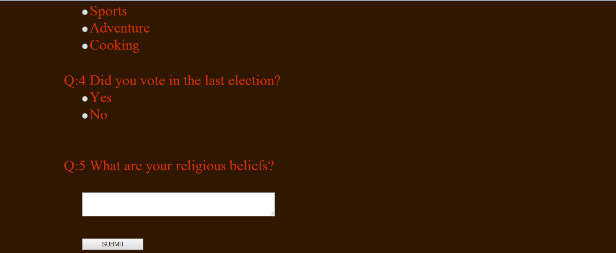 Sports
Adventure
Cooking
Q:4 Did you vote in the last election?
Yes
No
Q:5 What are your religious beliefs?
SUBMIT